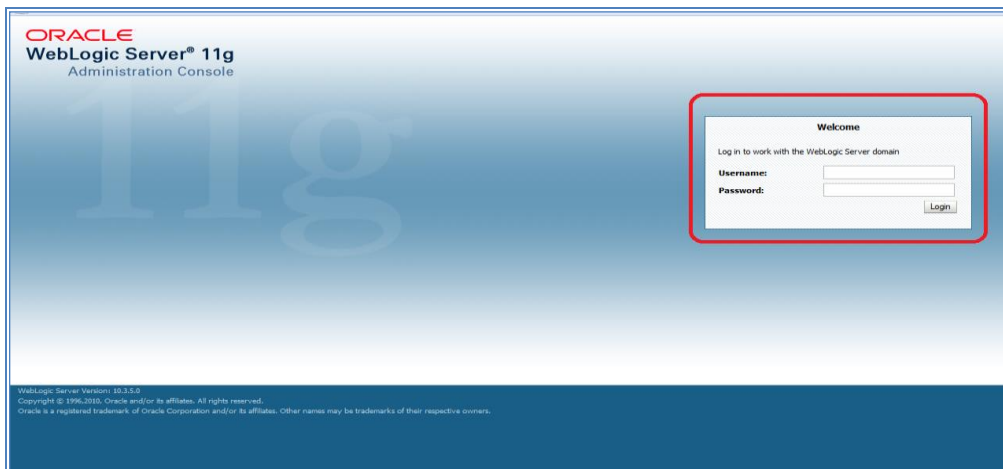 ORACLE
WebLogic Server® 11g
Administration Console
11g
Welcome
Log in to work with the WebLogic Server domain
Username:
Password:
Login
WebLogic Server Version: 10.3.5.0
Copyright © 1996,2010, Oracle and/or its affiliates. All rights reserved.
Oracle is a registered trademark of Oracle Corporation and/or its affiliates. Other names may be trademarks of their respective owners.